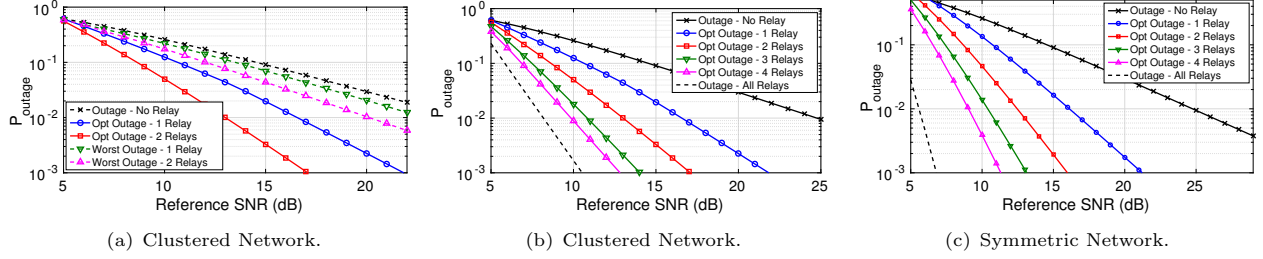 P_outage
10^0
10^-1
10^-2
10^-3
5
10
15
20
Reference SNR (dB)
Outage - No Relay
Opt Outage - 1 Relay
Opt Outage - 2 Relays
Worst Outage - 1 Relay
Worst Outage - 2 Relays
(a) Clustered Network.
P_outage
10^0
10^-1
10^-2
10^-3
5
10
15
20
25
Reference SNR (dB)
Outage - No Relay
Opt Outage - 1 Relay
Opt Outage - 2 Relays
Opt Outage - 3 Relays
Opt Outage - 4 Relays
Outage - All Relays
(b) Clustered Network.
P_outage
10^-1
10^-2
10^-3
5
10
15
20
25
Reference SNR (dB)
Outage - No Relay
Opt Outage - 1 Relay
Opt Outage - 2 Relays
Opt Outage - 3 Relays
Opt Outage - 4 Relays
Outage - All Relays
(c) Symmetric Network.